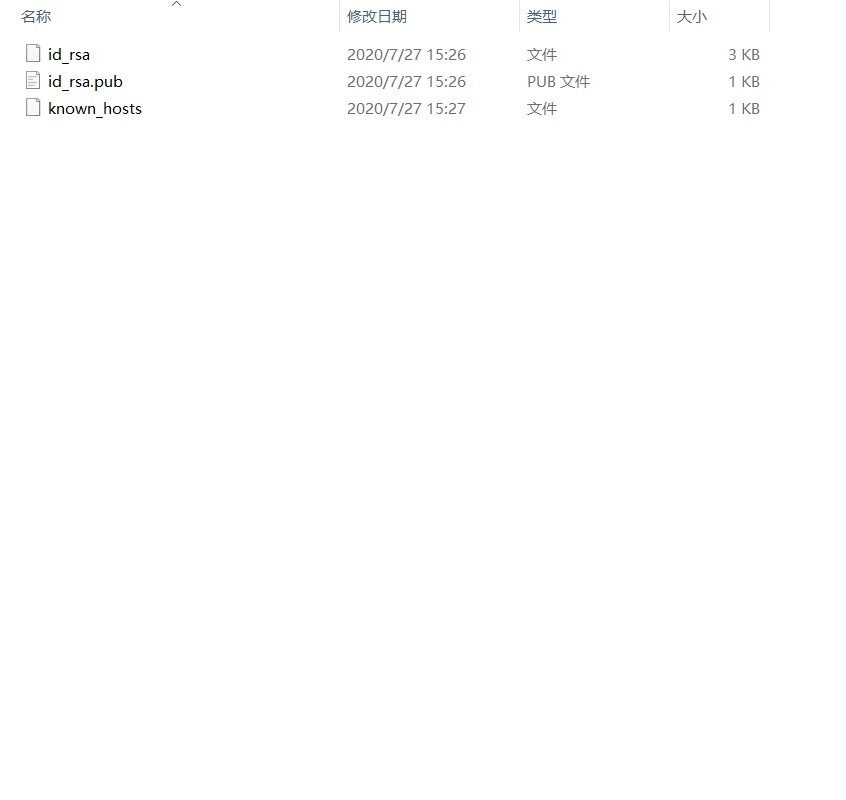 名称 修改日期 类型 大小
id_rsa 2020/7/27 15:26 文件 3 KB
id_rsa.pub 2020/7/27 15:26 PUB 文件 1 KB
known_hosts 2020/7/27 15:27 文件 1 KB